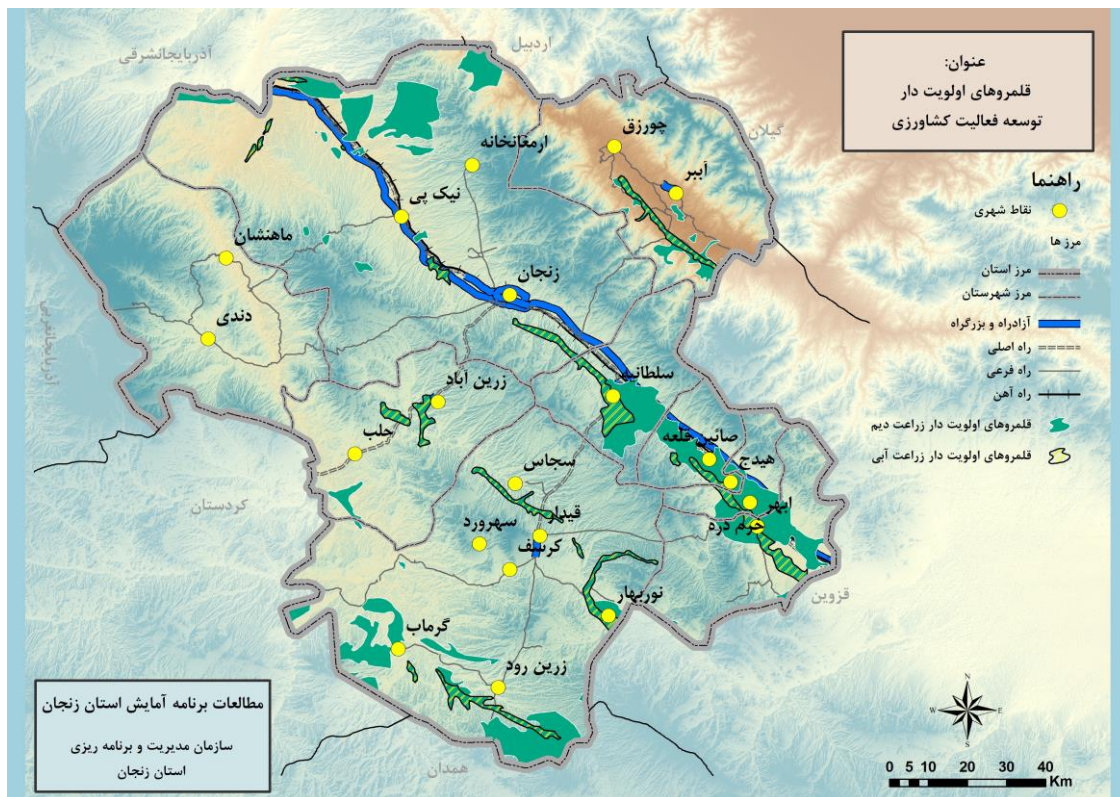 عنوان:
قلمروهای اولویت دار
توسعه فعالیت کشاورزی
راهنما
نقاط شهری
مرز ها
مرز استان
مرز شهرستان
آزادراه و بزرگراه
راه اصلی
راه فرعی
راه آهن
قلمروهای اولویت دار زراعت دیم
قلمروهای اولویت دار زراعت آبی
آذربایجانشرقی
اردبیل
گیلان
چورزق
آببر
ارمغانخانه
نیک پی
ماهنشان
زنجان
دندی
آذربایجانغربی
سلطانیه
زرین آباد
حلب
صائین قلعه
هیدج
ابهر
خرم دره
سجاس
قیدار
سهرورد
کرسف
کردستان
نوربهار
قزوین
گرماب
زرین رود
همدان
مطالعات برنامه آمایش استان زنجان
سازمان مدیریت و برنامه ریزی
استان زنجان
N
W E
S
0 5 10 20 30 40
Km